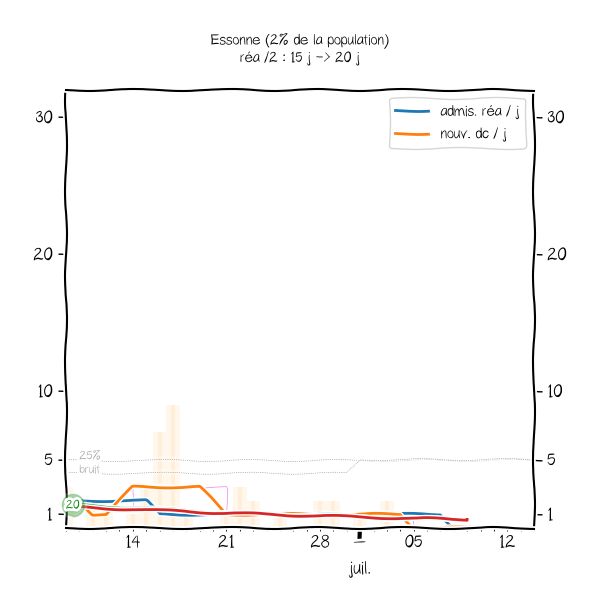 Essonne (2% de la population)
réa /2 : 15 j -> 20 j
admis. réa / j
nouv. dc / j
30
30
20
20
10
10
25%
5
5
bruit
20
1
1
14
21
28
05
12
juil.